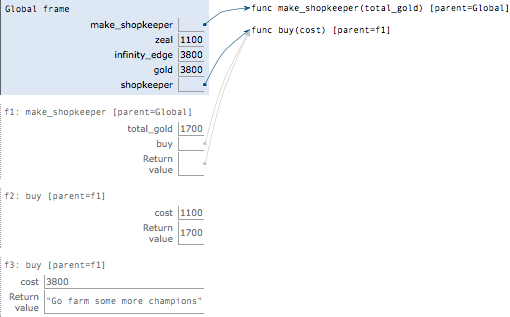 Global frame
make_shopkeeper
zeal 1100
infinity_edge 3800
gold 3800
shopkeeper
func make_shopkeeper(total_gold) [parent=Global]
func buy(cost) [parent=f1]
f1: make_shopkeeper [parent=Global]
total_gold 1700
buy
Return
value
f2: buy [parent=f1]
cost 1100
Return
value 1700
f3: buy [parent=f1]
cost 3800
Return
value "Go farm some more champions"